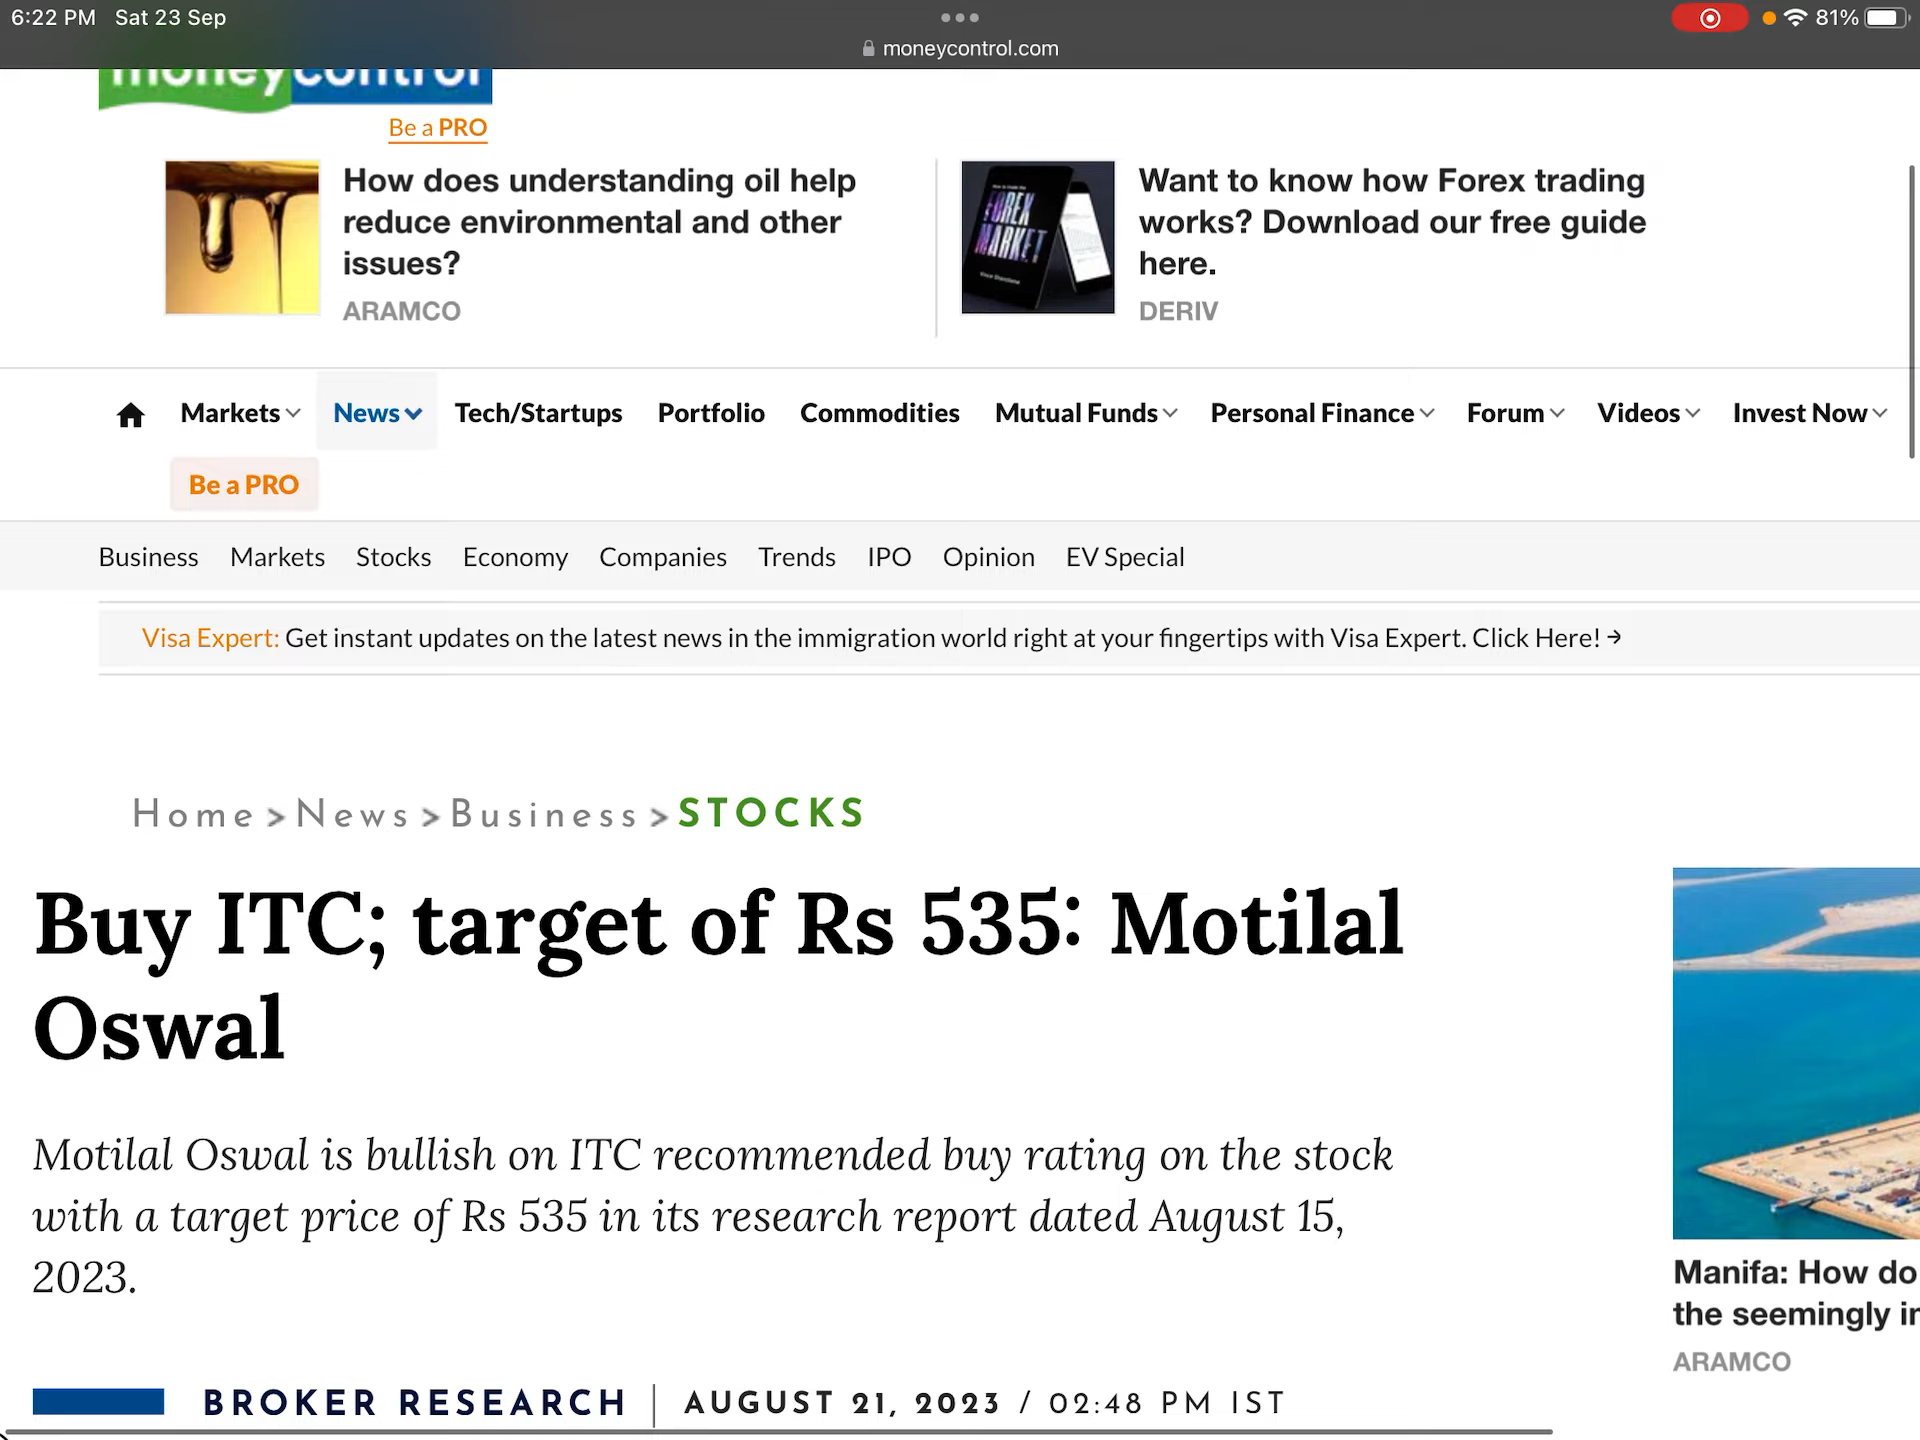 6:22 PM Sat 23 Sep
81%
moneycontrol.com
moneycontrol
Be a PRO
How does understanding oil help
reduce environmental and other
issues?
ARAMCO
FOREX
MARKET
Want to know how Forex trading
works? Download our free guide
here.
DERIV
Markets News Tech/Startups Portfolio Commodities Mutual Funds Personal Finance Forum Videos Invest Now
Be a PRO
Business Markets Stocks Economy Companies Trends IPO Opinion EV Special
Visa Expert: Get instant updates on the latest news in the immigration world right at your fingertips with Visa Expert. Click Here! →
Home > News > Business > STOCKS
Buy ITC; target of Rs 535: Motilal
Oswal
Motilal Oswal is bullish on ITC recommended buy rating on the stock
with a target price of Rs 535 in its research report dated August 15,
2023.
Manifa: How do
the seemingly in
ARAMCO
BROKER RESEARCH | AUGUST 21, 2023 / 02:48 PM IST